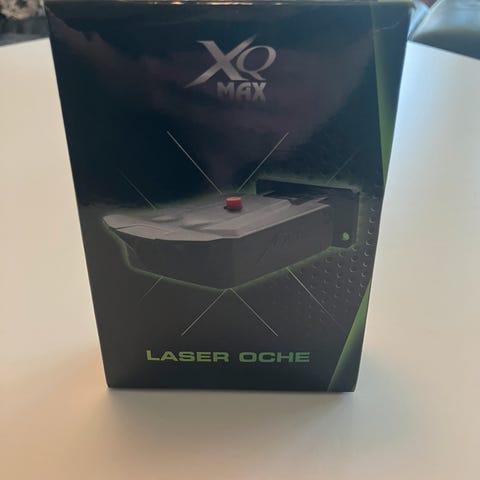 XQ
MAX
LASER OCHE